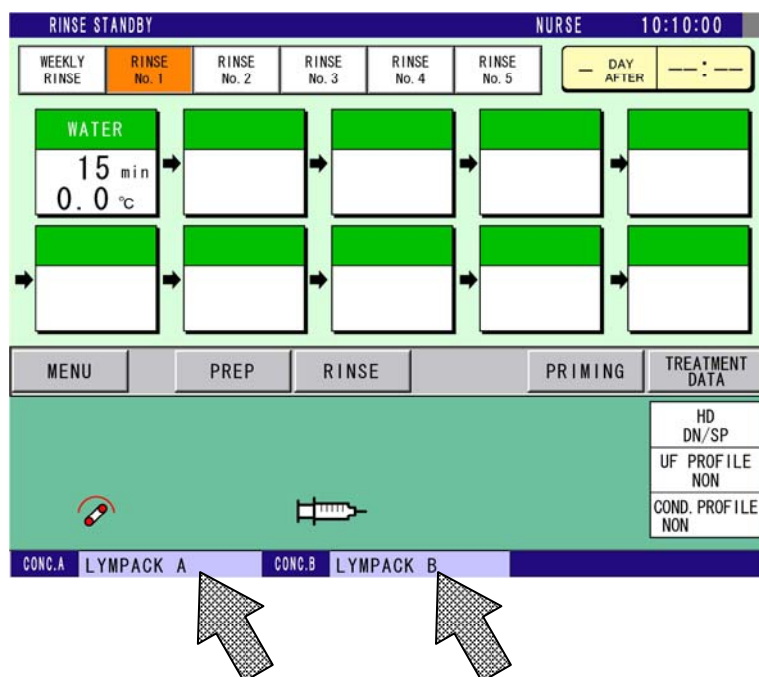 RINSE STANDBY NURSE 10:10:00
WEEKLY RINSE
RINSE No. 1
RINSE No. 2
RINSE No. 3
RINSE No. 4
RINSE No. 5
– DAY AFTER ––:––
WATER
15 min
0.0 ℃
MENU PREP RINSE PRIMING TREATMENT DATA
HD
DN/SP
UF PROFILE
NON
COND. PROFILE
NON
CONC.A LYMPACK A CONC.B LYMPACK B